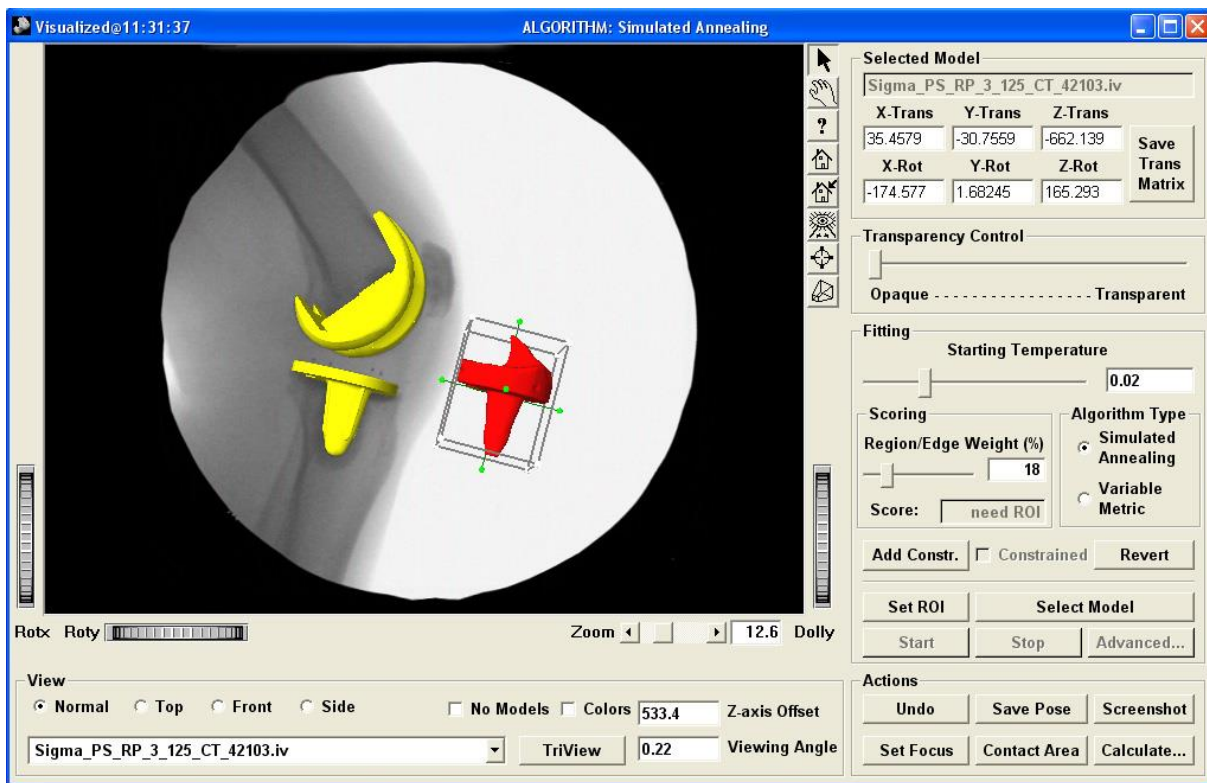 Visualized@11:31:37
ALGORITHM: Simulated Annealing
?
Selected Model
Sigma_PS_RP_3_125_CT_42103.iv
X-Trans Y-Trans Z-Trans
35.4579 -30.7559 -662.139
X-Rot Y-Rot Z-Rot
-174.577 1.68245 165.293
Save
Trans
Matrix
Transparency Control
Opaque - - - - - - - - - - - - - - - - - Transparent
Fitting
Starting Temperature
0.02
Scoring
Region/Edge Weight (%)
18
Score: need ROI
Algorithm Type
Simulated
Annealing
Variable
Metric
Add Constr. Constrained Revert
Set ROI Select Model
Start Stop Advanced...
Rotx Roty Zoom 12.6 Dolly
View
Normal Top Front Side No Models Colors 533.4 Z-axis Offset
Sigma_PS_RP_3_125_CT_42103.iv TriView 0.22 Viewing Angle
Actions
Undo Save Pose Screenshot
Set Focus Contact Area Calculate...